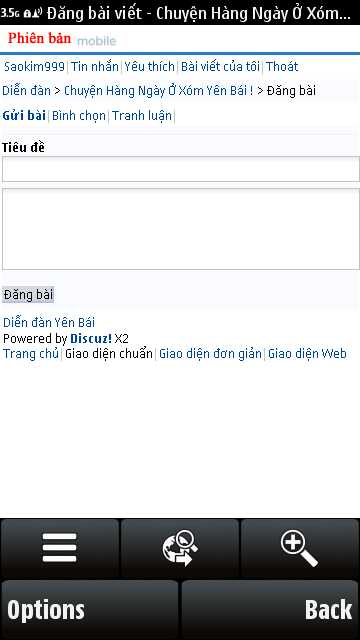 3.5G Đăng bài viết - Chuyện Hàng Ngày Ở Xóm...
Phiên bản mobile
Saokim999|Tin nhắn|Yêu thích|Bài viết của tôi|Thoát
Diễn đàn > Chuyện Hàng Ngày Ở Xóm Yên Bái ! > Đăng bài
Gửi bài|Bình chọn|Tranh luận|
Tiêu đề
Đăng bài
Diễn đàn Yên Bái
Powered by Discuz! X2
Trang chủ|Giao diện chuẩn|Giao diện đơn giản|Giao diện Web
Options Back